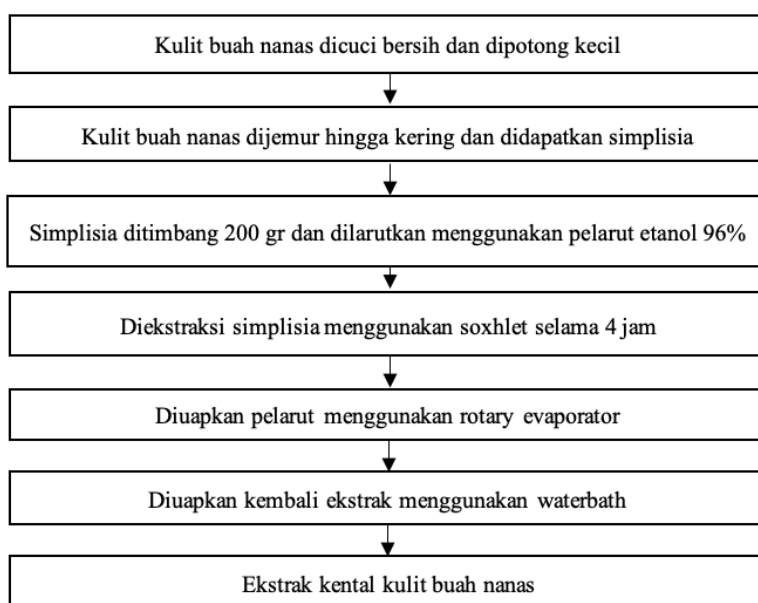 Kulit buah nanas dicuci bersih dan dipotong kecil
Kulit buah nanas dijemur hingga kering dan didapatkan simplisia
Simplisia ditimbang 200 gr dan dilarutkan menggunakan pelarut etanol 96%
Diekstraksi simplisia menggunakan soxhlet selama 4 jam
Diuapkan pelarut menggunakan rotary evaporator
Diuapkan kembali ekstrak menggunakan waterbath
Ekstrak kental kulit buah nanas